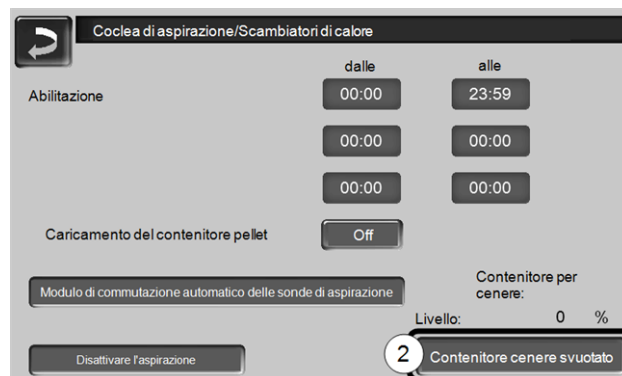 Coclea di aspirazione/Scambiatori di calore
dalle alle
Abilitazione 00:00 23:59
00:00 00:00
00:00 00:00
Caricamento del contenitore pellet Off
Modulo di commutazione automatico delle sonde di aspirazione
Contenitore per
cenere:
Livello: 0 %
Disattivare l'aspirazione
2 Contenitore cenere svuotato